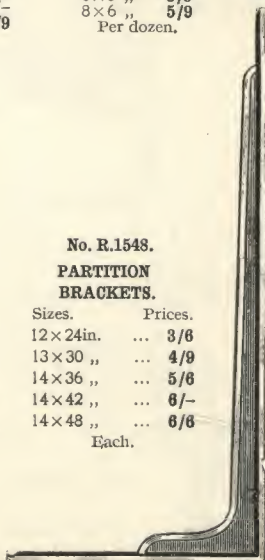 8×6 ,, 5/9
Per dozen.
No. R.1548.
PARTITION
BRACKETS.
Sizes. Prices.
12×24in. ... 3/6
13×30 ,, ... 4/9
14×36 ,, ... 5/6
14×42 ,, ... 6/-
14×48 ,, ... 6/6
Each.